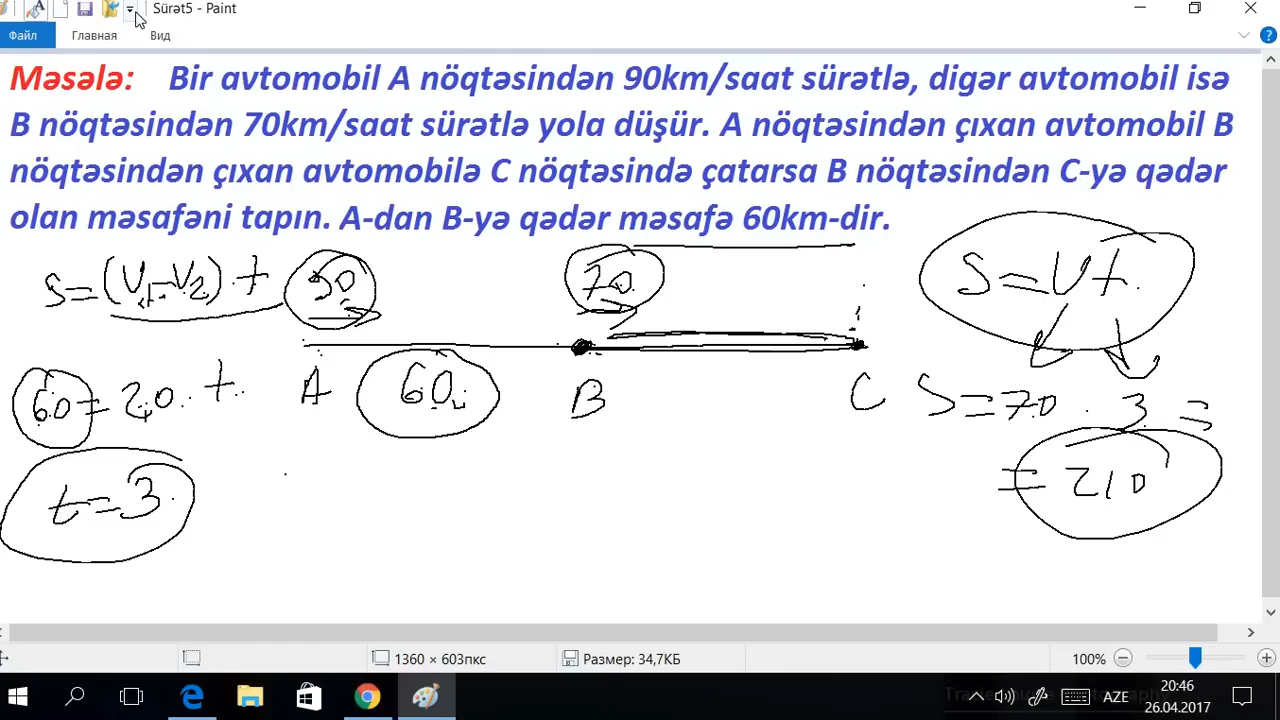 Sürət5 - Paint
Файл Главная Вид
Məsələ: Bir avtomobil A nöqtəsindən 90km/saat sürətlə, digər avtomobil isə
B nöqtəsindən 70km/saat sürətlə yola düşür. A nöqtəsindən çıxan avtomobil B
nöqtəsindən çıxan avtomobilə C nöqtəsində çatarsa B nöqtəsindən C-yə qədər
olan məsafəni tapın. A-dan B-yə qədər məsafə 60km-dir.
S=(V1-V2)t 90 70 S=Vt
60=20.t A 60 B C S=70.3=
t=3 =210
1360 × 603пкс Размер: 34,7КБ 100%
20:46
AZE
26.04.2017